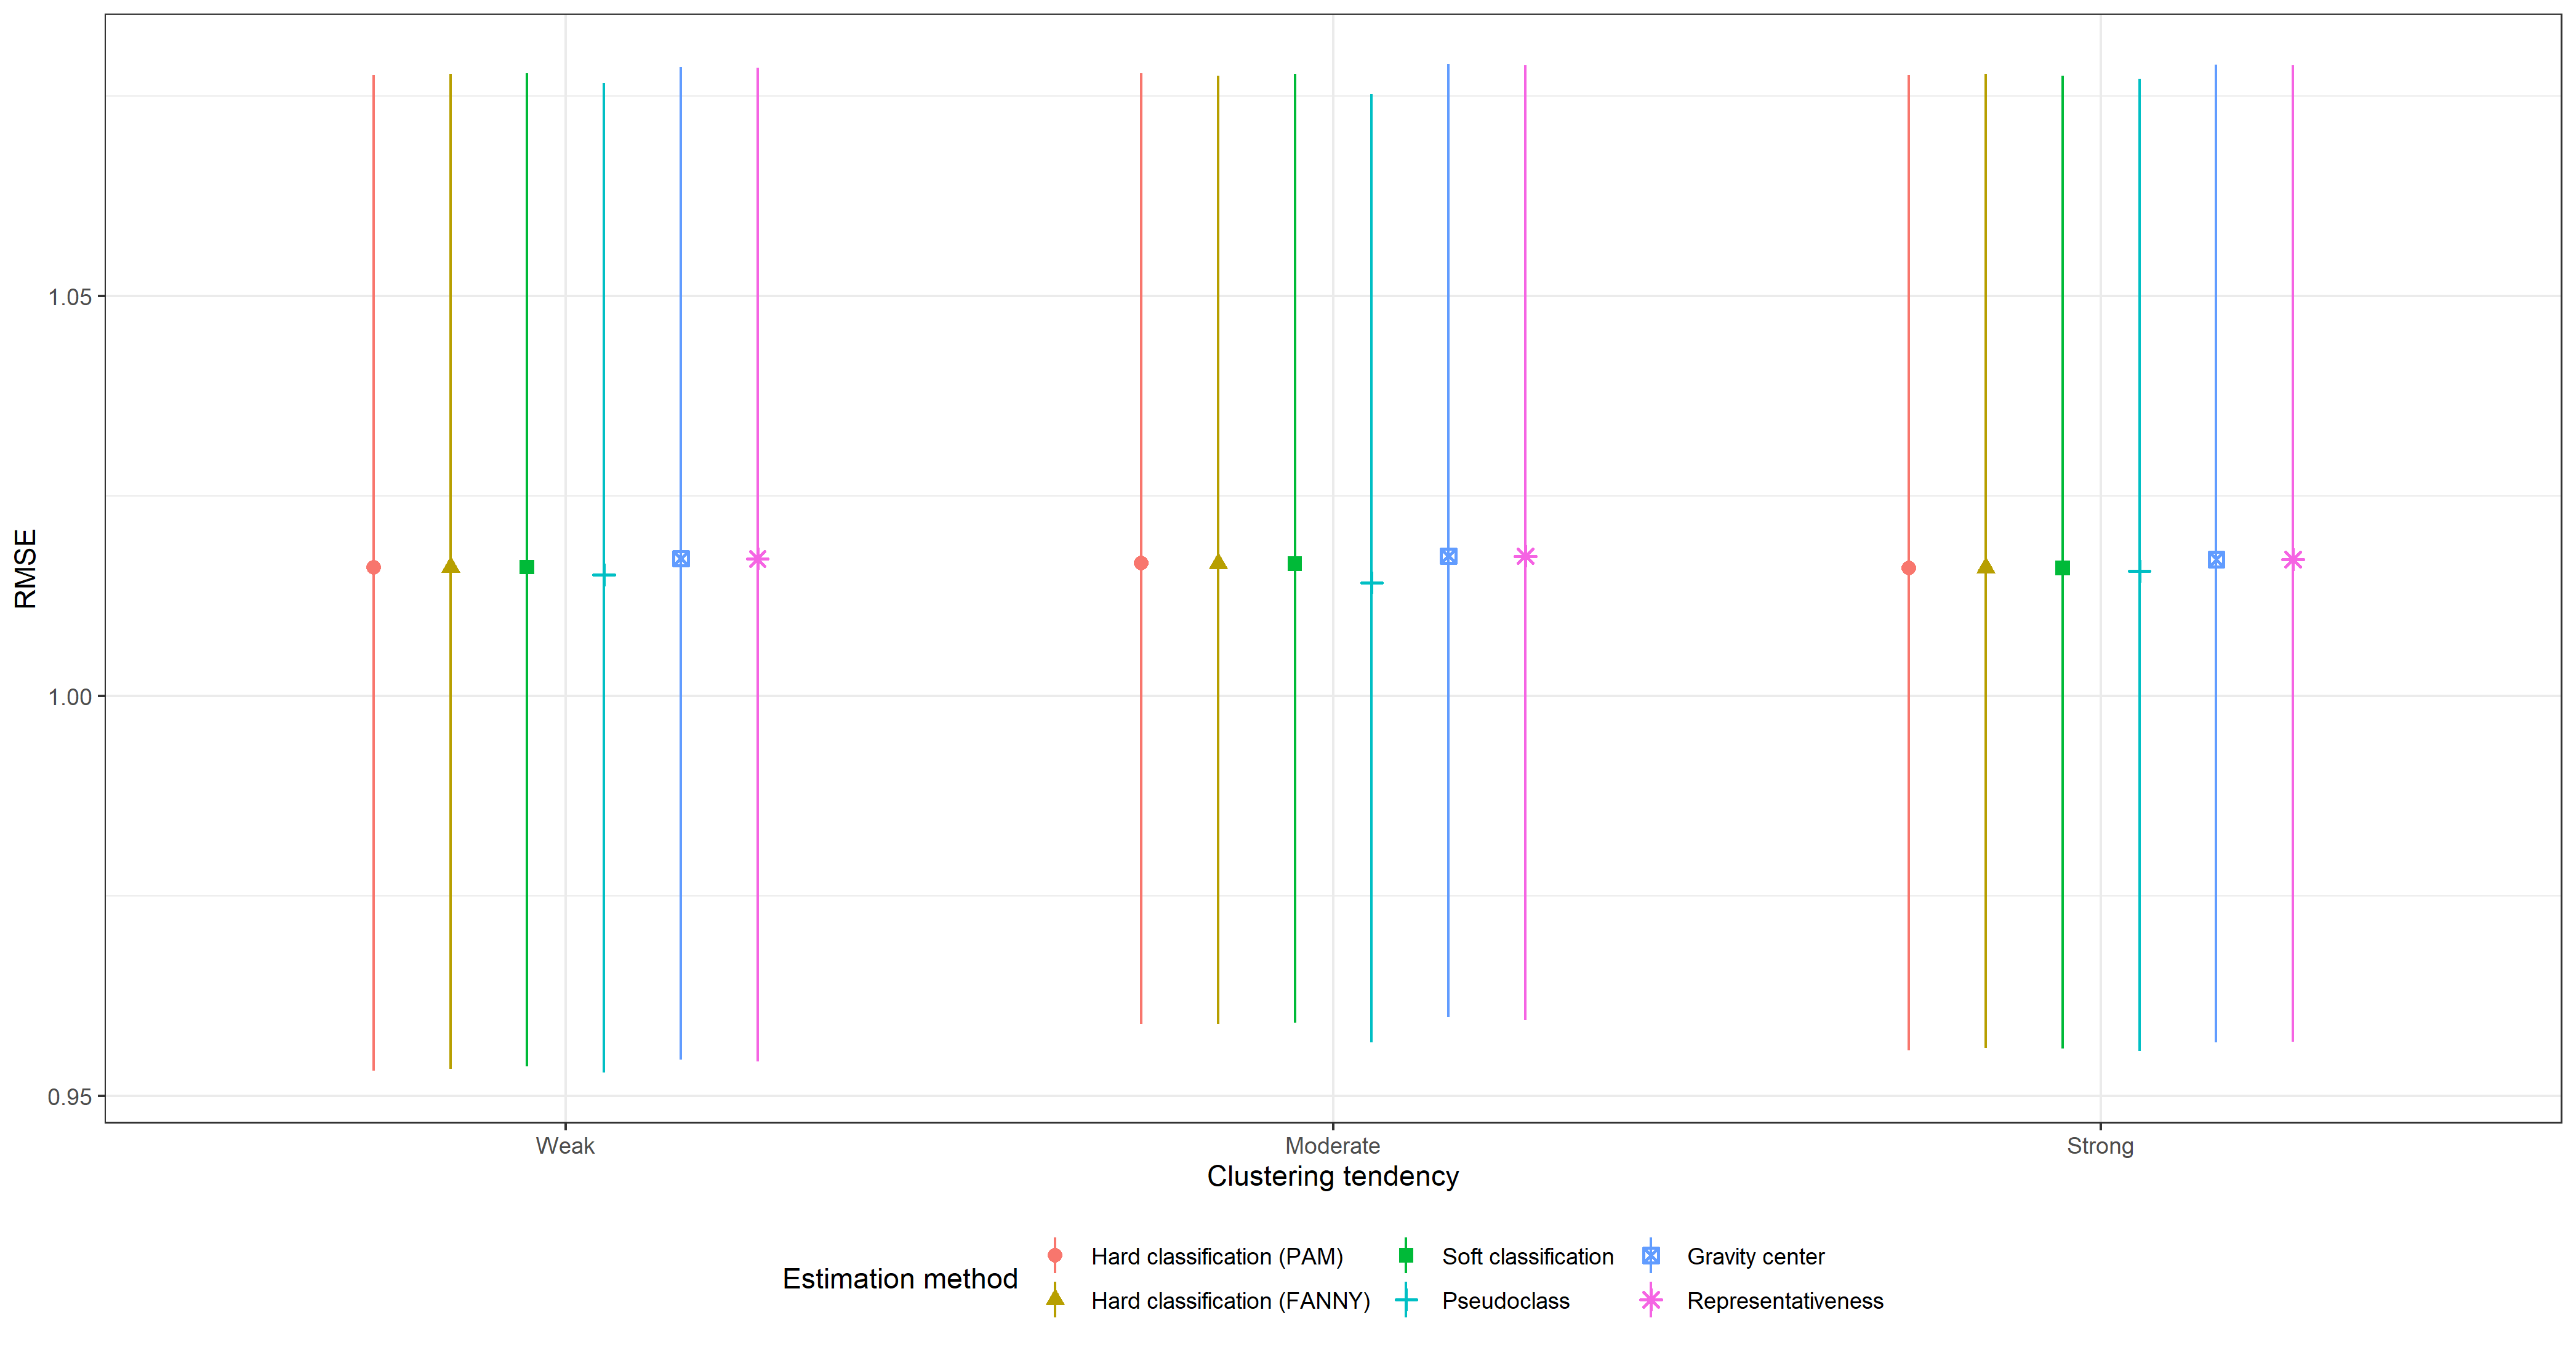 RMSE
1.05
1.00
0.95
Weak
Moderate
Strong
Clustering tendency
Estimation method
Hard classification (PAM)
Soft classification
Gravity center
Hard classification (FANNY)
Pseudoclass
Representativeness